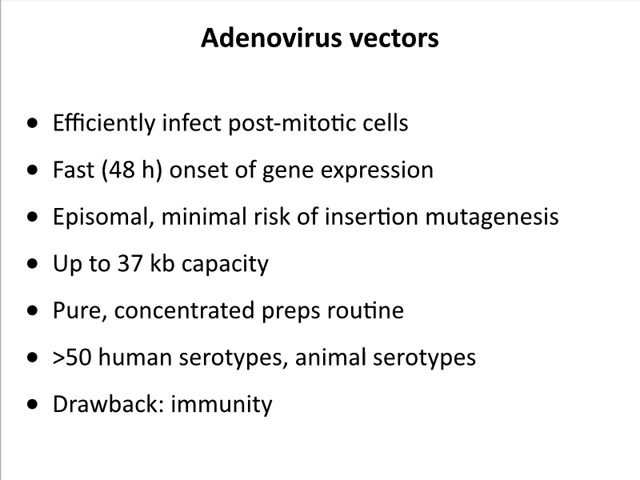 Adenovirus vectors
• Efficiently infect post-mitotic cells
• Fast (48 h) onset of gene expression
• Episomal, minimal risk of insertion mutagenesis
• Up to 37 kb capacity
• Pure, concentrated preps routine
• >50 human serotypes, animal serotypes
• Drawback: immunity